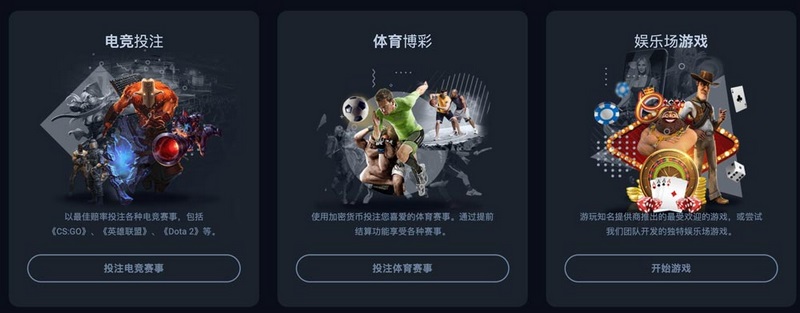 电竞投注
以最佳赔率投注各种电竞赛事，包括
《CS:GO》、《英雄联盟》、《Dota 2》等。
投注电竞赛事
体育博彩
使用加密货币投注您喜爱的体育赛事。通过提前
结算功能享受各种赛事。
投注体育赛事
娱乐场游戏
游玩知名提供商推出的最受欢迎的游戏，或尝试
我们团队开发的独特娱乐场游戏。
开始游戏